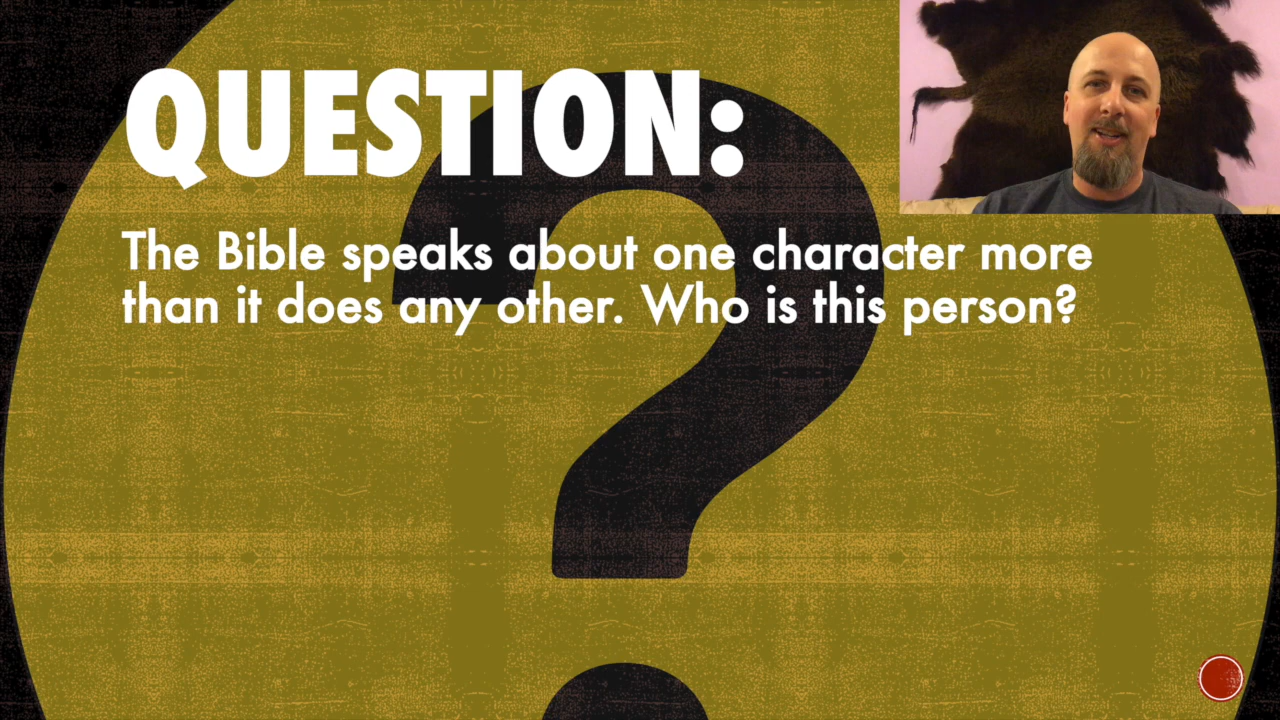 QUESTION:
The Bible speaks about one character more
than it does any other. Who is this person?